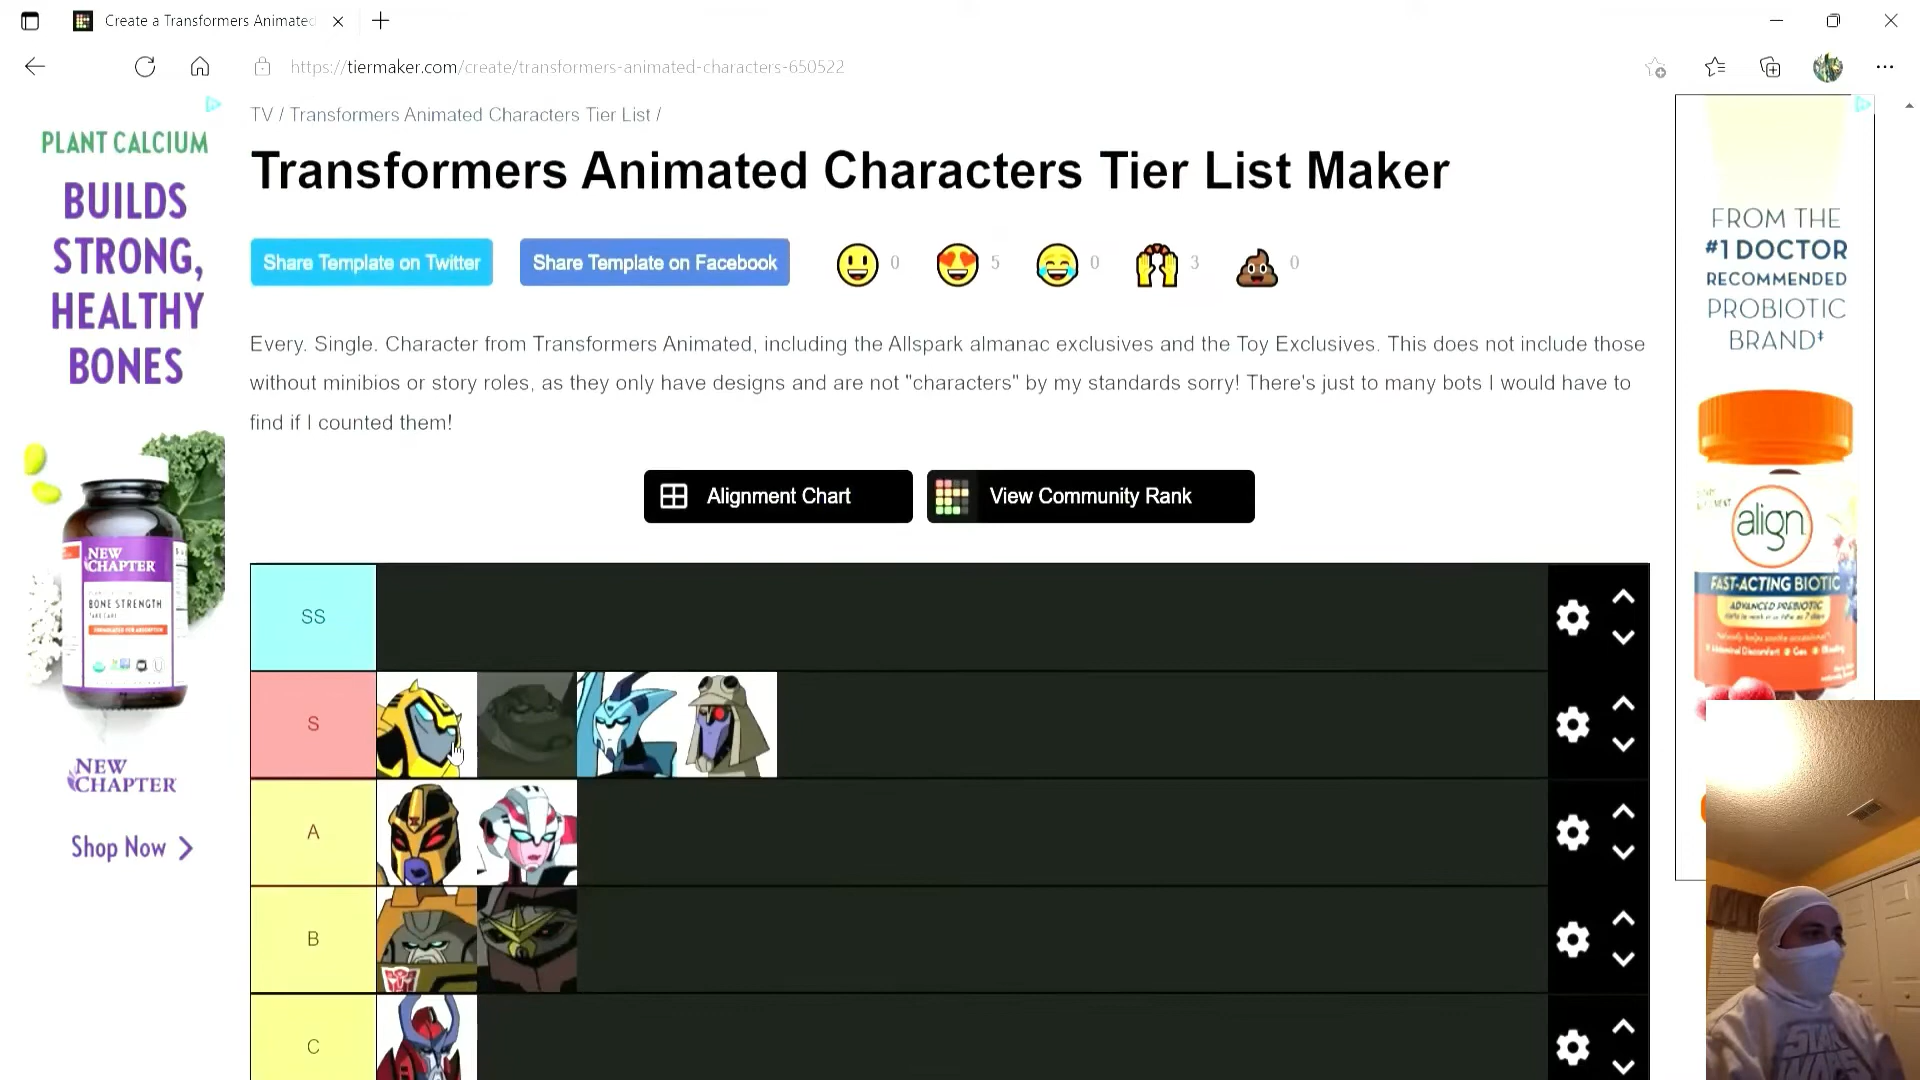 Create a Transformers Animated
https://tiermaker.com/create/transformers-animated-characters-650522
TV / Transformers Animated Characters Tier List /
Transformers Animated Characters Tier List Maker
Share Template on Twitter
Share Template on Facebook
0
5
0
3
0
Every. Single. Character from Transformers Animated, including the Allspark almanac exclusives and the Toy Exclusives. This does not include those
without minibios or story roles, as they only have designs and are not "characters" by my standards sorry! There's just to many bots I would have to
find if I counted them!
Alignment Chart
View Community Rank
SS
S
A
B
C
PLANT CALCIUM
BUILDS
STRONG,
HEALTHY
BONES
NEW
CHAPTER
BONE STRENGTH
TAKE CARE
NEW
CHAPTER
Shop Now
FROM THE
#1 DOCTOR
RECOMMENDED
PROBIOTIC
BRAND‡
align
FAST-ACTING BIOTIC
ADVANCED PREBIOTIC
STAR
WARS